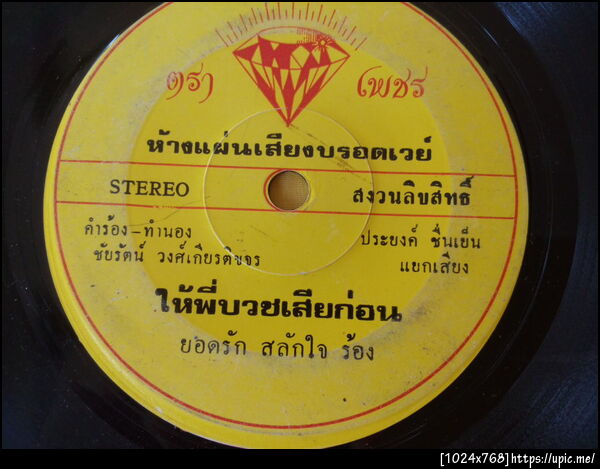 ตรา เพชร
ห้างแผ่นเสียงบรอดเวย์
STEREO สงวนลิขสิทธิ์
คำร้อง-ทำนอง ประยงค์ ชื่นเย็น
ชัยรัตน์ วงศ์เกียรติขจร แยกเสียง
ให้พี่บวชเสียก่อน
ยอดรัก สลักใจ ร้อง
[1024x768]https://upic.me/